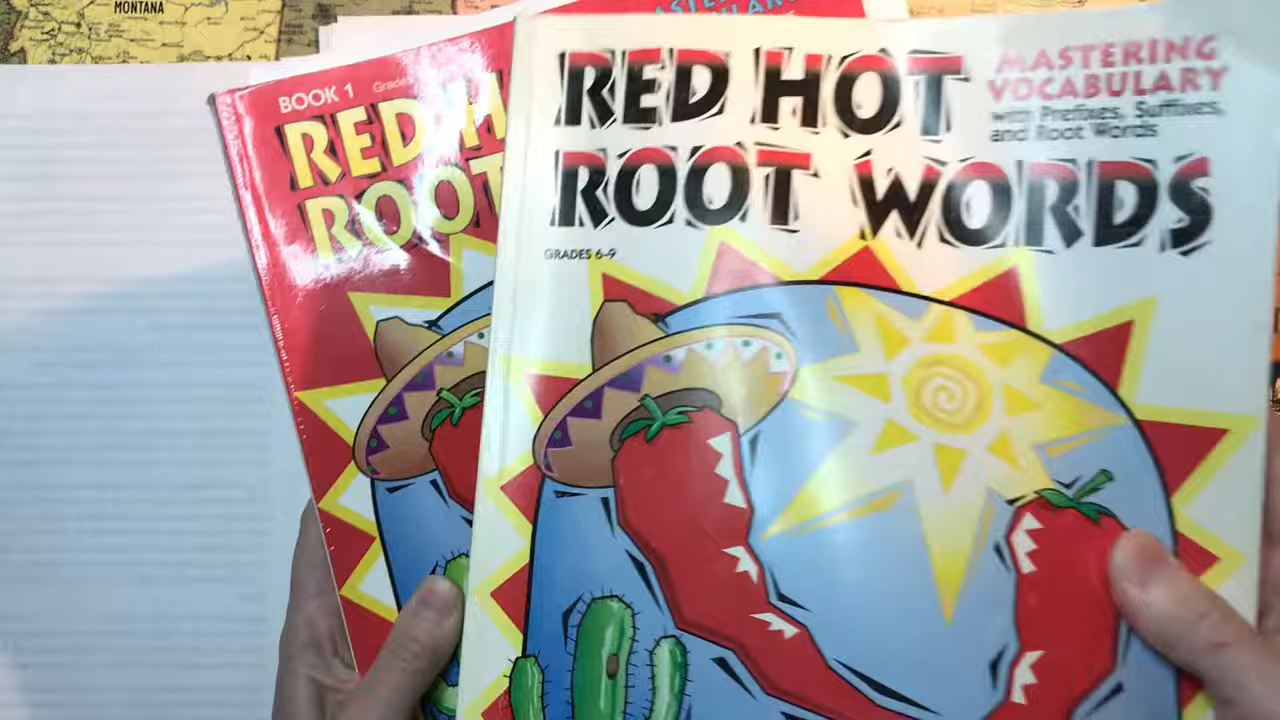 MONTANA
BOOK 1 Grade
RED H
ROOT
RED HOT
ROOT WORDS
MASTERING
VOCABULARY
with Prefixes, Suffixes,
and Root Words
GRADES 6-9